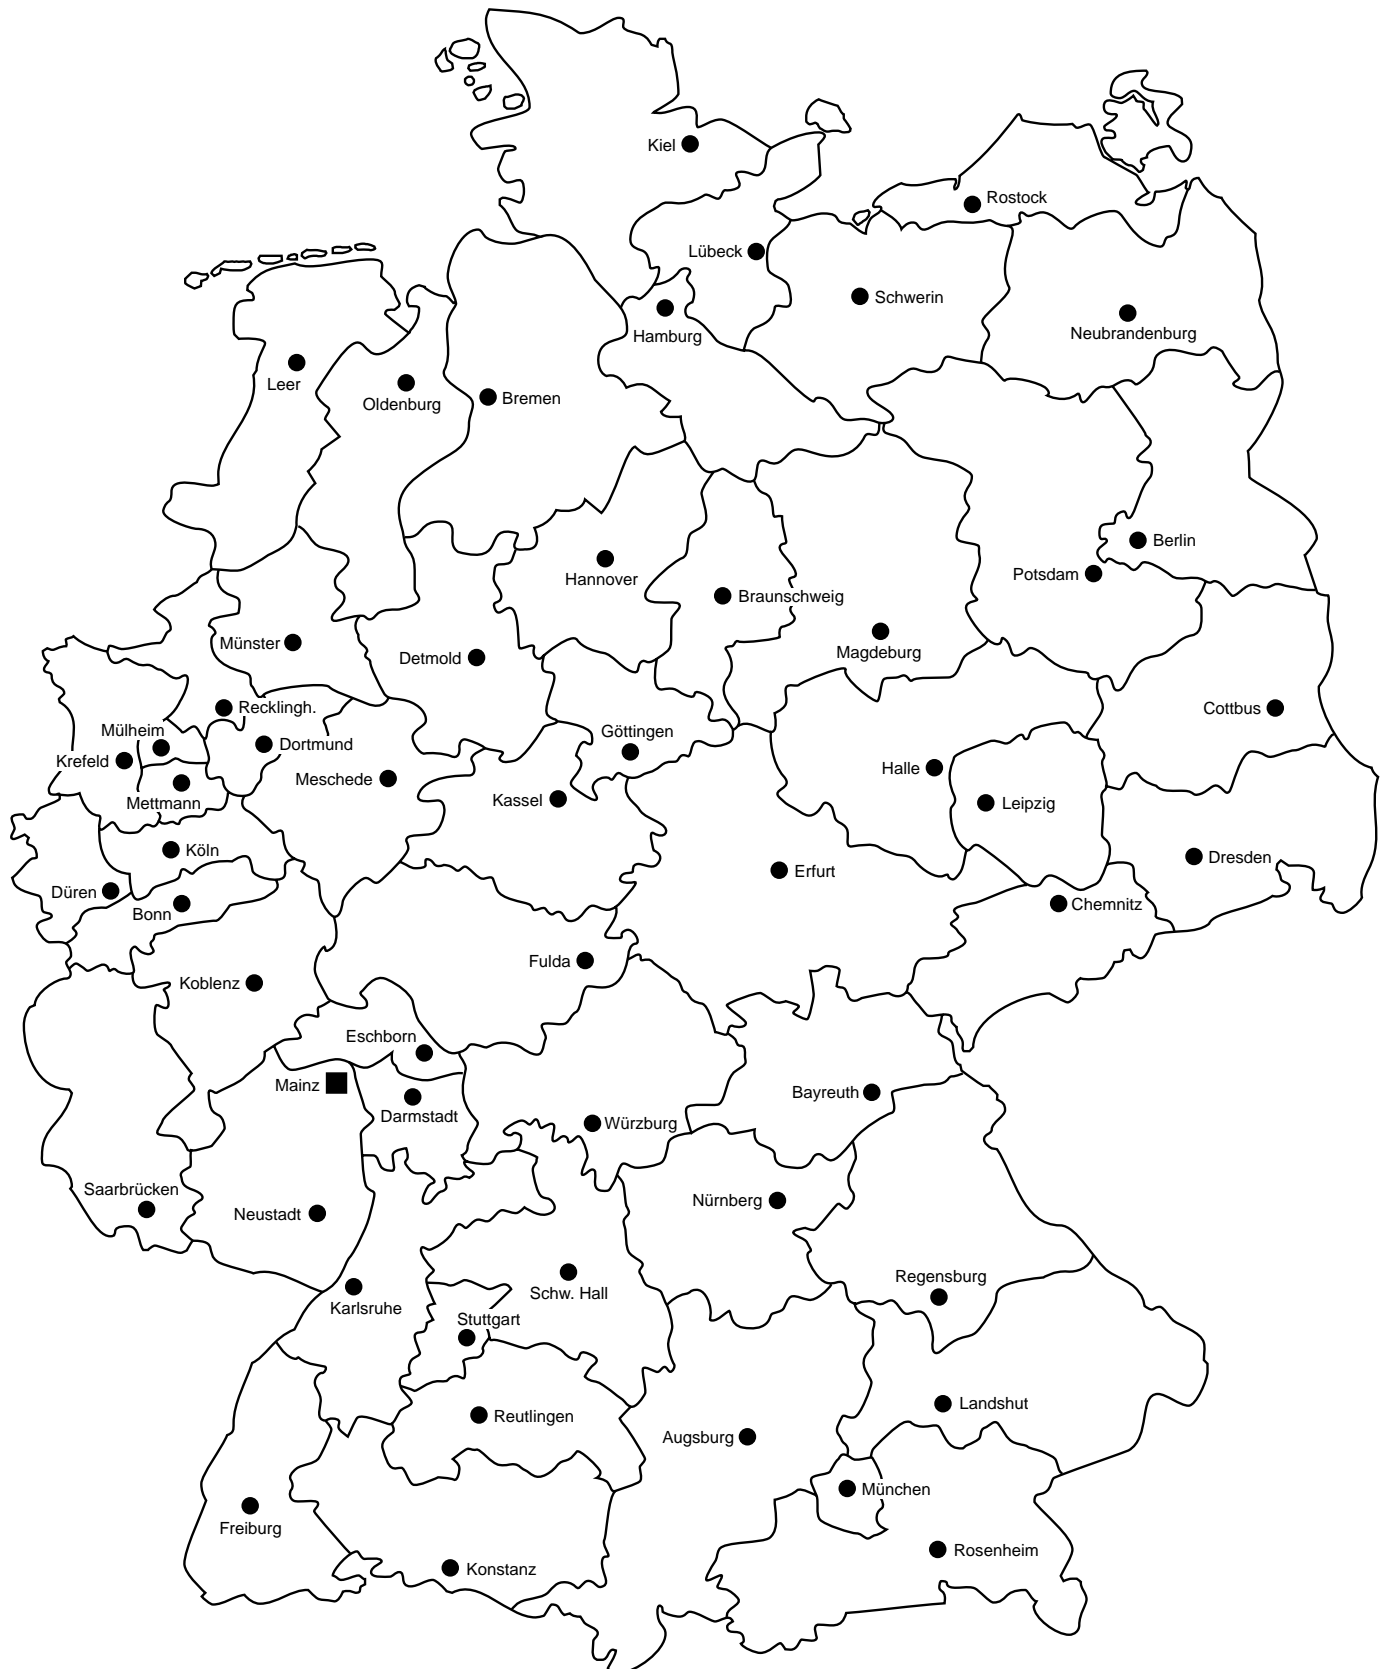 Kiel
Rostock
Lübeck
Schwerin
Hamburg
Neubrandenburg
Leer
Oldenburg
Bremen
Berlin
Hannover
Potsdam
Braunschweig
Münster
Detmold
Magdeburg
Recklingh.
Cottbus
Mülheim
Göttingen
Dortmund
Krefeld
Halle
Meschede
Mettmann
Kassel
Leipzig
Köln
Dresden
Erfurt
Düren
Bonn
Chemnitz
Fulda
Koblenz
Eschborn
Mainz
Bayreuth
Darmstadt
Würzburg
Saarbrücken
Nürnberg
Neustadt
Regensburg
Schw. Hall
Karlsruhe
Stuttgart
Landshut
Reutlingen
Augsburg
München
Freiburg
Rosenheim
Konstanz